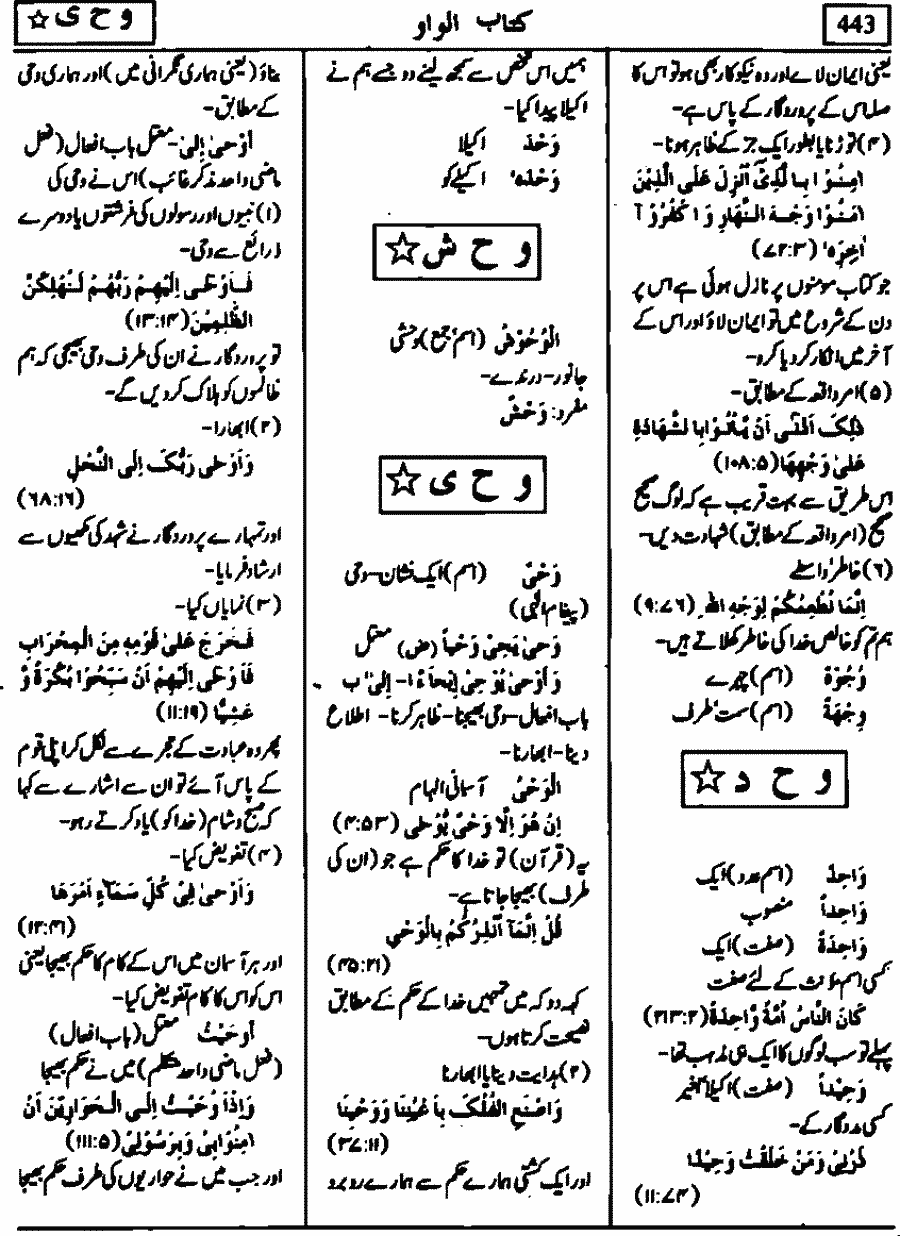 443
کتاب الواو
و ح ی ☆
یعنی ایمان لائے اور وہ نیکوکار بھی ہو تو اس کا
صلہ اس کے پروردگار کے پاس ہے۔
(۴) توڑنا یا بطور ایک جز کے ظاہر ہونا۔
اٰمِنُوْا بِالَّذِیْٓ اُنْزِلَ عَلَی الَّذِیْنَ
اٰمَنُوْا وَجْهَ النَّهَارِ وَاکْفُرُوْٓا
اٰخِرَهٗ (۷۲:۳)
جو کتاب مومنوں پر نازل ہوئی ہے اس پر
دن کے شروع میں تو ایمان لاؤ اور اس کے
آخر میں انکار کر دیا کرو۔
(۵) امر واقعہ کے مطابق۔
ذٰلِکَ اَدْنٰٓی اَنْ یَّاْتُوْا بِالشَّهَادَةِ
عَلٰی وَجْهِهَا (۱۰۸:۵)
اس طریق سے بہت قریب ہے کہ لوگ صحیح
صحیح (امر واقعہ کے مطابق) شہادت دیں۔
(۶) خاطر/واسطے
اِنَّمَا نُطْعِمُکُمْ لِوَجْهِ اللهِ (۹:۷۶)
ہم تم کو خالص خدا کی خاطر کھلاتے ہیں۔
وُجُوْهٌ (اسم) چہرے
وِجْهَةٌ (اسم) سمت/طرف
و ح د ☆
وَاحِدٌ (اسم عدد) ایک
وَاحِداً منصوب
وَاحِدَةٌ (صفت) ایک
کسی اسم مؤنث کے لئے صفت
کَانَ النَّاسُ اُمَّةً وَّاحِدَةً (۲۱۳:۲)
پہلے تو سب لوگوں کا ایک ہی مذہب تھا۔
وَحِیْداً (صفت) اکیلا/بغیر
کسی مددگار کے۔
ذَرْنِیْ وَمَنْ خَلَقْتُ وَحِیْدًا
(۱۱:۷۴)
ہمیں اس شخص سے سمجھ لینے دو جسے ہم نے
اکیلا پیدا کیا۔
وَحْدَ اکیلا
وَحْدَهٗ اکیلے کو
و ح ش ☆
الْوُحُوْشُ (اسم/جمع) وحشی
جانور۔ درندے۔
مفرد: وَحْشٌ
و ح ی ☆
وَحْیٌ (اسم) ایک نشان۔ وحی
(پیغام الٰہی)
وَحٰی یَحِیْ وَحْیاً (ض) معتل
وَ اَوْحٰی یُوْحِیْ اِیْحَاءًا۔ اِلٰی/ب
باب افعال۔ وحی بھیجنا۔ ظاہر کرنا۔ اطلاع
دینا۔ ابھارنا۔
الْوَحْیُ آسمانی الہام
اِنْ هُوَ اِلَّا وَحْیٌ یُّوْحٰی (۴:۵۳)
یہ (قرآن) تو خدا کا حکم ہے جو (ان کی
طرف) بھیجا جاتا ہے۔
قُلْ اِنَّمَآ اُنْذِرُکُمْ بِالْوَحْیِ
(۴۵:۲۱)
کہہ دو کہ میں تمہیں خدا کے حکم کے مطابق
نصیحت کرتا ہوں۔
(۲) ہدایت دینا یا ابھارنا
وَاصْنَعِ الْفُلْکَ بِاَعْیُنِنَا وَوَحْیِنَا
(۳۷:۱۱)
اور ایک کشتی ہمارے حکم سے ہمارے روبرو
بناؤ (یعنی ہماری نگرانی میں) اور ہماری وحی
کے مطابق۔
اَوْحٰی اِلٰی۔ معتل باب افعال (فعل
ماضی واحد مذکر غائب) اس نے وحی کی
(۱) نبیوں اور رسولوں کی فرشتوں یا دوسرے
ذرائع سے وحی۔
فَاَوْحٰٓی اِلَیْهِمْ رَبُّهُمْ لَنُهْلِکَنَّ
الظّٰلِمِیْنَ (۱۳:۱۴)
تو پروردگار نے ان کی طرف وحی بھیجی کہ ہم
ظالموں کو ہلاک کر دیں گے۔
(۲) ابھارا۔
وَاَوْحٰی رَبُّکَ اِلَی النَّحْلِ
(۶۸:۱۶)
اور تمہارے پروردگار نے شہد کی مکھیوں سے
ارشاد فرمایا۔
(۳) نمایاں کیا۔
فَخَرَجَ عَلٰی قَوْمِهٖ مِنَ الْمِحْرَابِ
فَاَوْحٰٓی اِلَیْهِمْ اَنْ سَبِّحُوْا بُکْرَةً وَّ
عَشِیًّا (۱۱:۱۹)
پھر وہ عبادت کے حجرے سے نکل کر اپنی قوم
کے پاس آئے تو ان سے اشارے سے کہا
کہ صبح و شام (خدا کو) یاد کرتے رہو۔
(۴) تفویض کیا۔
وَاَوْحٰی فِیْ کُلِّ سَمَآءٍ اَمْرَهَا
(۱۲:۴۱)
اور ہر آسمان میں اس کے کام کا حکم بھیجا یعنی
اس کو اس کا کام تفویض کیا۔
اَوْحَیْتُ معتل (باب افعال)
(فعل ماضی واحد متکلم) میں نے حکم بھیجا
وَاِذْ اَوْحَیْتُ اِلَی الْحَوَارِیّٖنَ اَنْ
اٰمِنُوْا بِیْ وَبِرَسُوْلِیْ (۱۱۱:۵)
اور جب میں نے حواریوں کی طرف حکم بھیجا